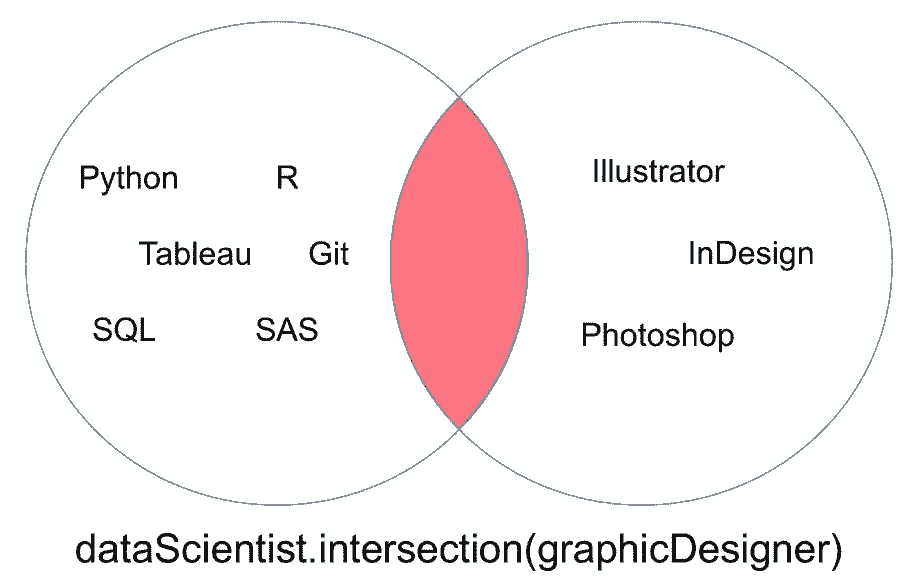 Python R
Tableau Git
SQL SAS
Illustrator
InDesign
Photoshop
dataScientist.intersection(graphicDesigner)